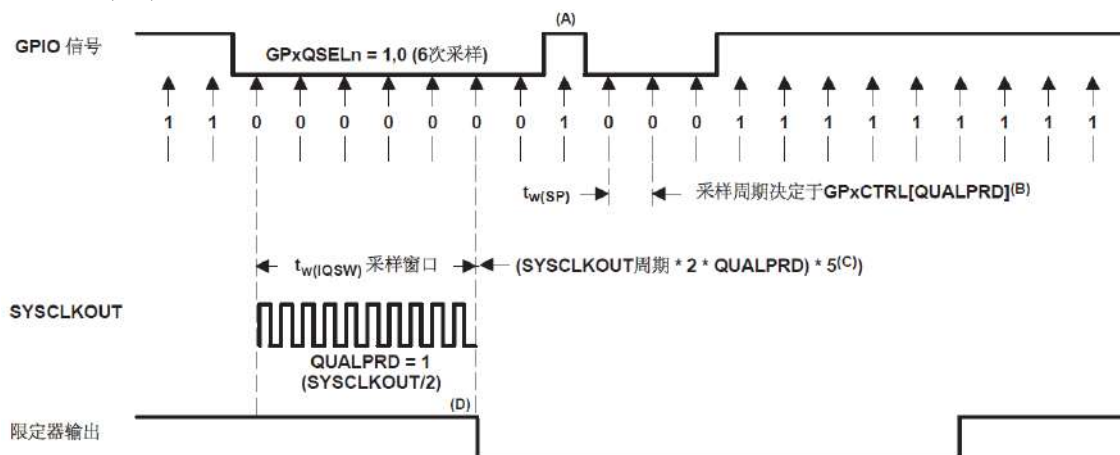 (A)
GPIO 信号
GPxQSELn = 1,0 (6次采样)
1 1 0 0 0 0 0 0 0 1 0 0 0 1 1 1 1 1 1 1 1 1
tw(SP)
采样周期决定于GPxCTRL[QUALPRD](B)
tw(IQSW) 采样窗口
(SYSCLKOUT周期 * 2 * QUALPRD) * 5(C))
SYSCLKOUT
QUALPRD = 1
(SYSCLKOUT/2)
(D)
限定器输出